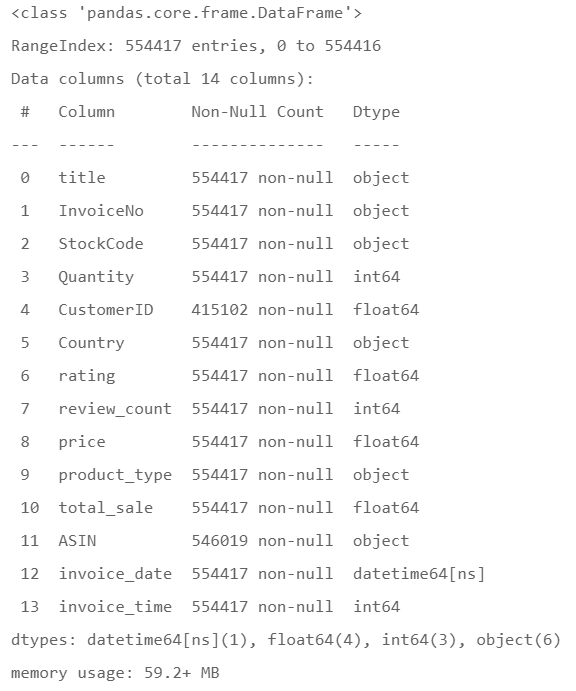 <class 'pandas.core.frame.DataFrame'>
RangeIndex: 554417 entries, 0 to 554416
Data columns (total 14 columns):
 #   Column        Non-Null Count   Dtype
---  ------        --------------   -----
 0   title         554417 non-null  object
 1   InvoiceNo     554417 non-null  object
 2   StockCode     554417 non-null  object
 3   Quantity      554417 non-null  int64
 4   CustomerID    415102 non-null  float64
 5   Country       554417 non-null  object
 6   rating        554417 non-null  float64
 7   review_count  554417 non-null  int64
 8   price         554417 non-null  float64
 9   product_type  554417 non-null  object
 10  total_sale    554417 non-null  float64
 11  ASIN          546019 non-null  object
 12  invoice_date  554417 non-null  datetime64[ns]
 13  invoice_time  554417 non-null  int64
dtypes: datetime64[ns](1), float64(4), int64(3), object(6)
memory usage: 59.2+ MB